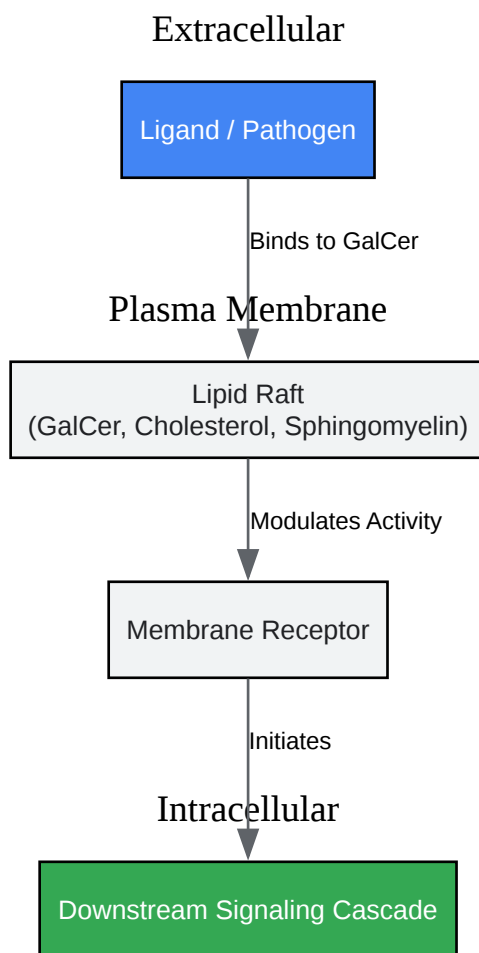 Extracellular
Ligand / Pathogen
Binds to GalCer
Plasma Membrane
Lipid Raft
(GalCer, Cholesterol, Sphingomyelin)
Modulates Activity
Membrane Receptor
Initiates
Intracellular
Downstream Signaling Cascade